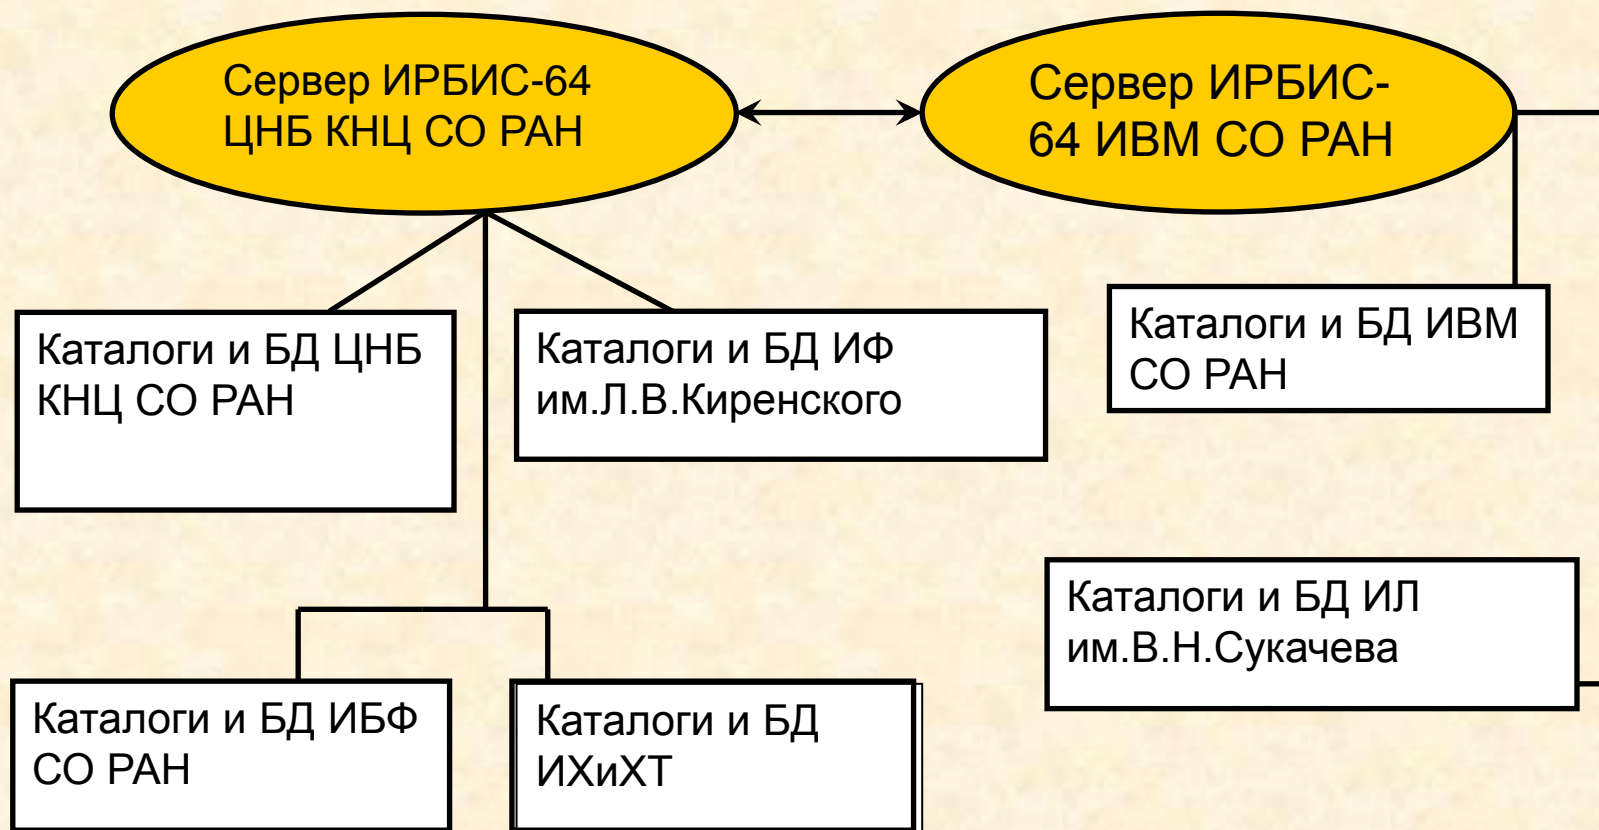 Сервер ИРБИС-64
ЦНБ КНЦ СО РАН
Сервер ИРБИС-
64 ИВМ СО РАН
Каталоги и БД ЦНБ
КНЦ СО РАН
Каталоги и БД ИФ
им.Л.В.Киренского
Каталоги и БД ИВМ
СО РАН
Каталоги и БД ИЛ
им.В.Н.Сукачева
Каталоги и БД ИБФ
СО РАН
Каталоги и БД
ИХиХТ